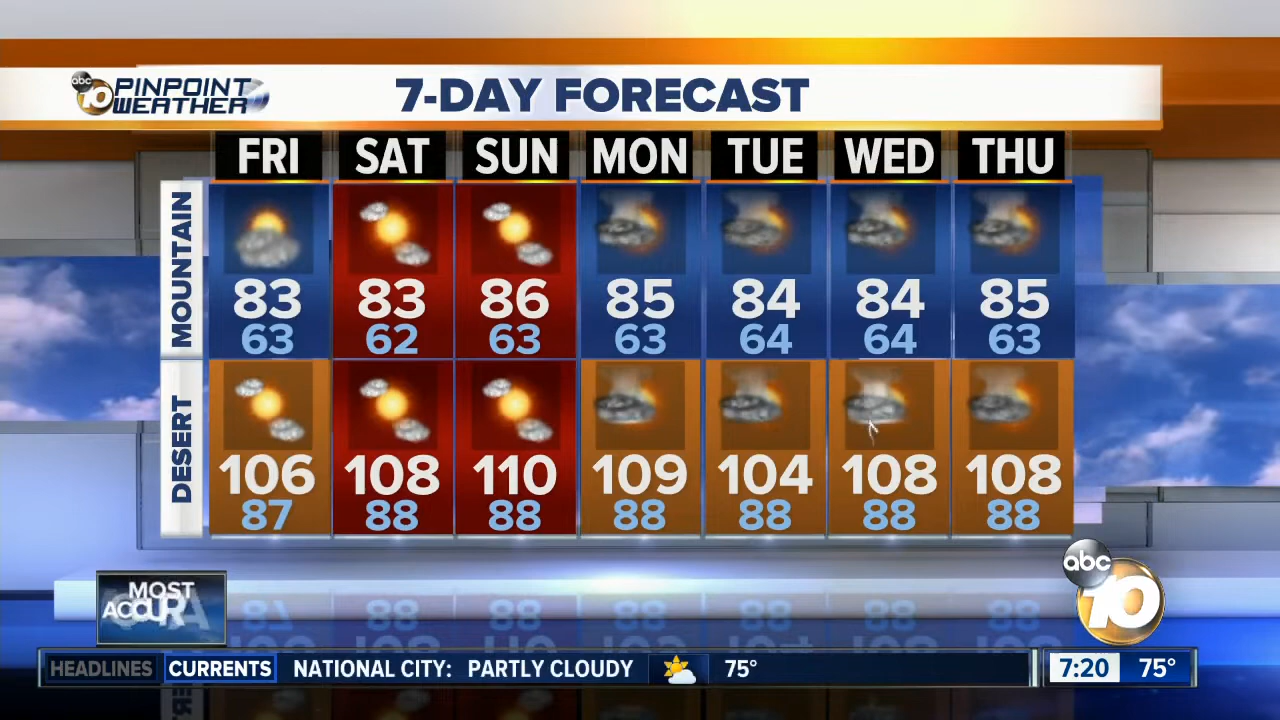 abc 10 PINPOINT WEATHER
7-DAY FORECAST
FRI SAT SUN MON TUE WED THU
MOUNTAIN
83 83 86 85 84 84 85
63 62 63 63 64 64 63
DESERT
106 108 110 109 104 108 108
87 88 88 88 88 88 88
MOST
abc 10
HEADLINES CURRENTS NATIONAL CITY: PARTLY CLOUDY 75° 7:20 75°